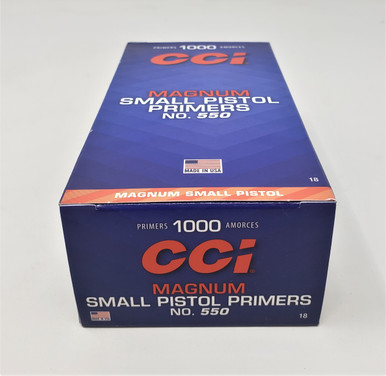 PRIMERS 1000 AMORCES
CCI
MAGNUM
SMALL PISTOL
PRIMERS
NO. 550
MADE IN USA
18
MAGNUM SMALL PISTOL
PRIMERS 1000 AMORCES
CCI
MAGNUM
SMALL PISTOL PRIMERS
NO. 550
18